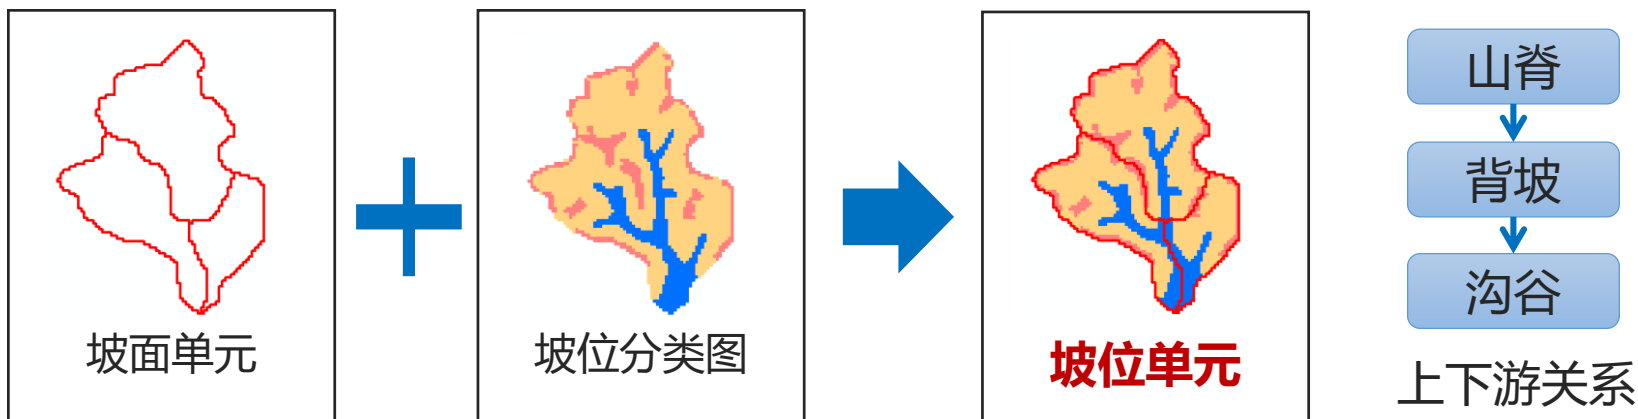 坡面单元
坡位分类图
坡位单元
山脊
背坡
沟谷
上下游关系